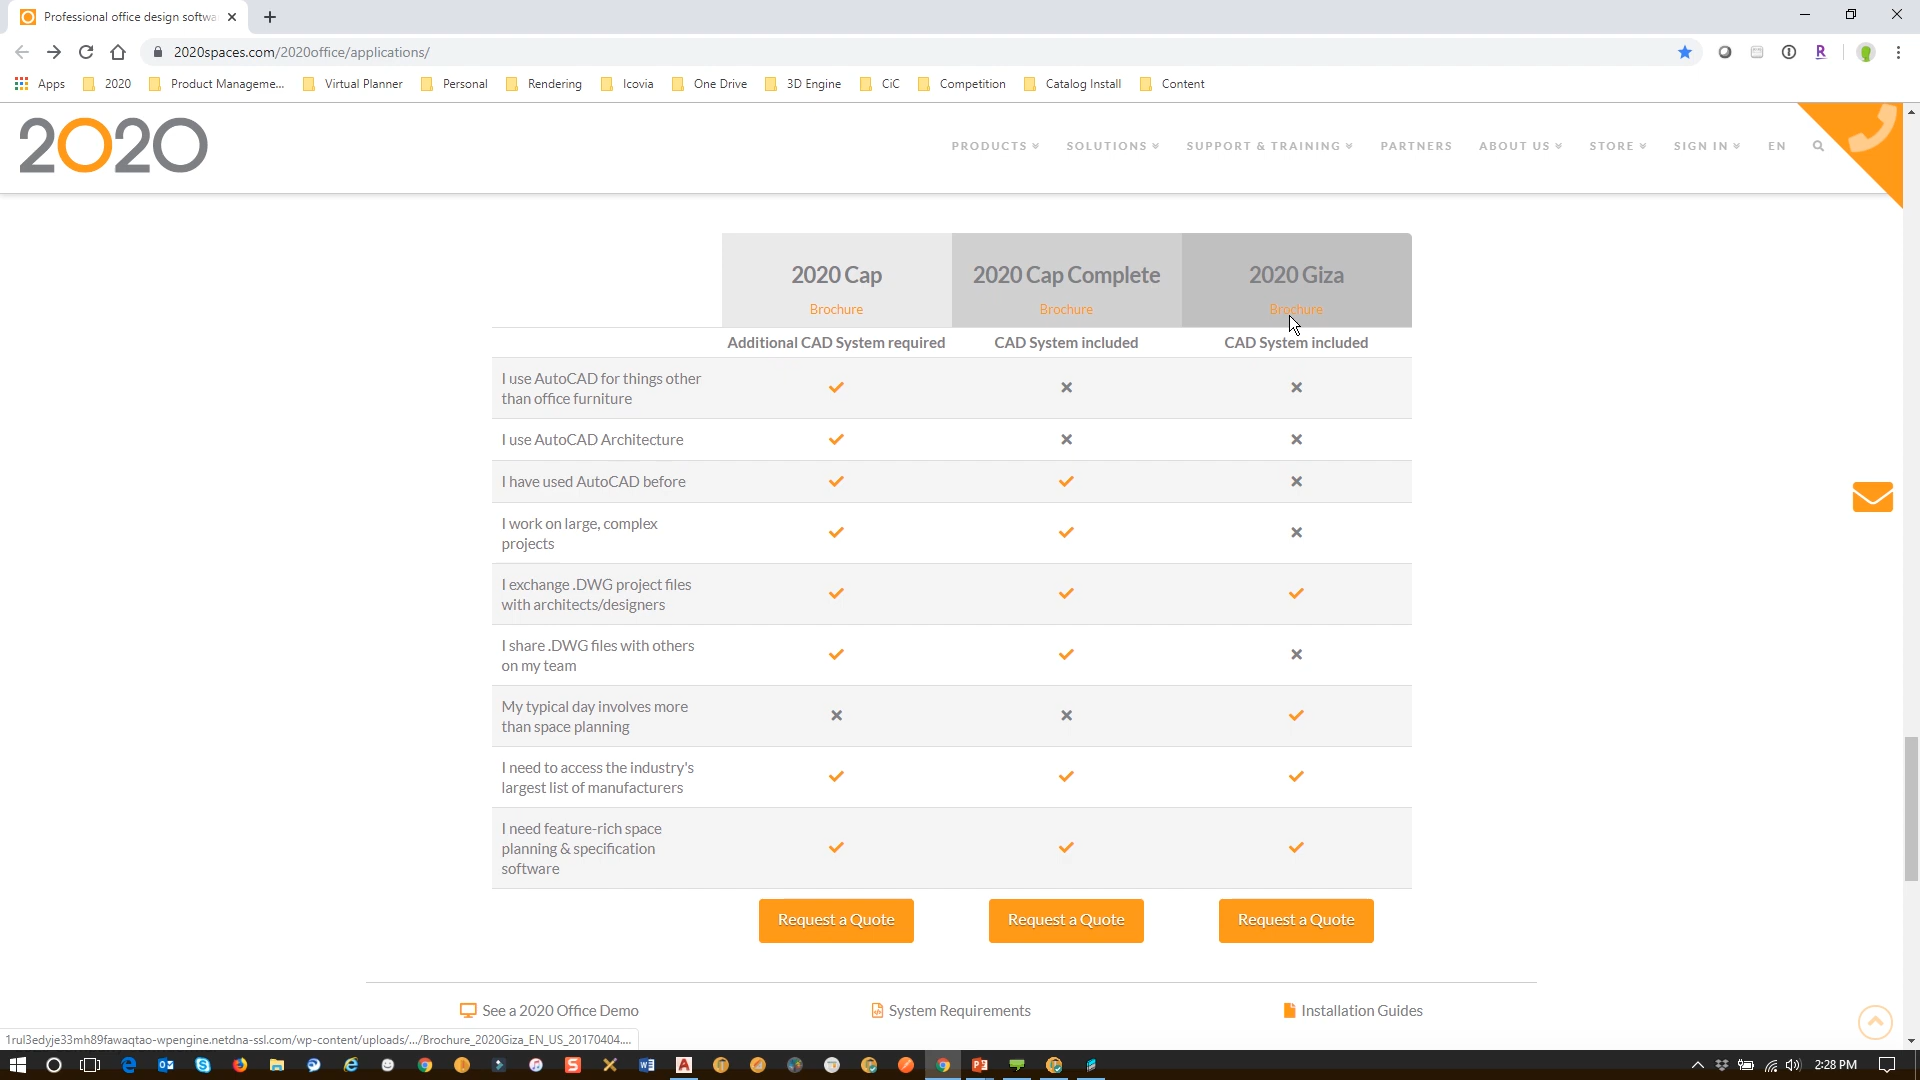 Professional office design softwa
2020spaces.com/2020office/applications/
Apps 2020 Product Manageme... Virtual Planner Personal Rendering Icovia One Drive 3D Engine CiC Competition Catalog Install Content
2020
PRODUCTS SOLUTIONS SUPPORT & TRAINING PARTNERS ABOUT US STORE SIGN IN EN
2020 Cap 2020 Cap Complete 2020 Giza
Brochure Brochure Brochure
Additional CAD System required CAD System included CAD System included
I use AutoCAD for things other
than office furniture
I use AutoCAD Architecture
I have used AutoCAD before
I work on large, complex
projects
I exchange .DWG project files
with architects/designers
I share .DWG files with others
on my team
My typical day involves more
than space planning
I need to access the industry's
largest list of manufacturers
I need feature-rich space
planning & specification
software
Request a Quote Request a Quote Request a Quote
See a 2020 Office Demo System Requirements Installation Guides
1rul3edyje33mh89fawaqtao-wpengine.netdna-ssl.com/wp-content/uploads/.../Brochure_2020Giza_EN_US_20170404....
2:28 PM